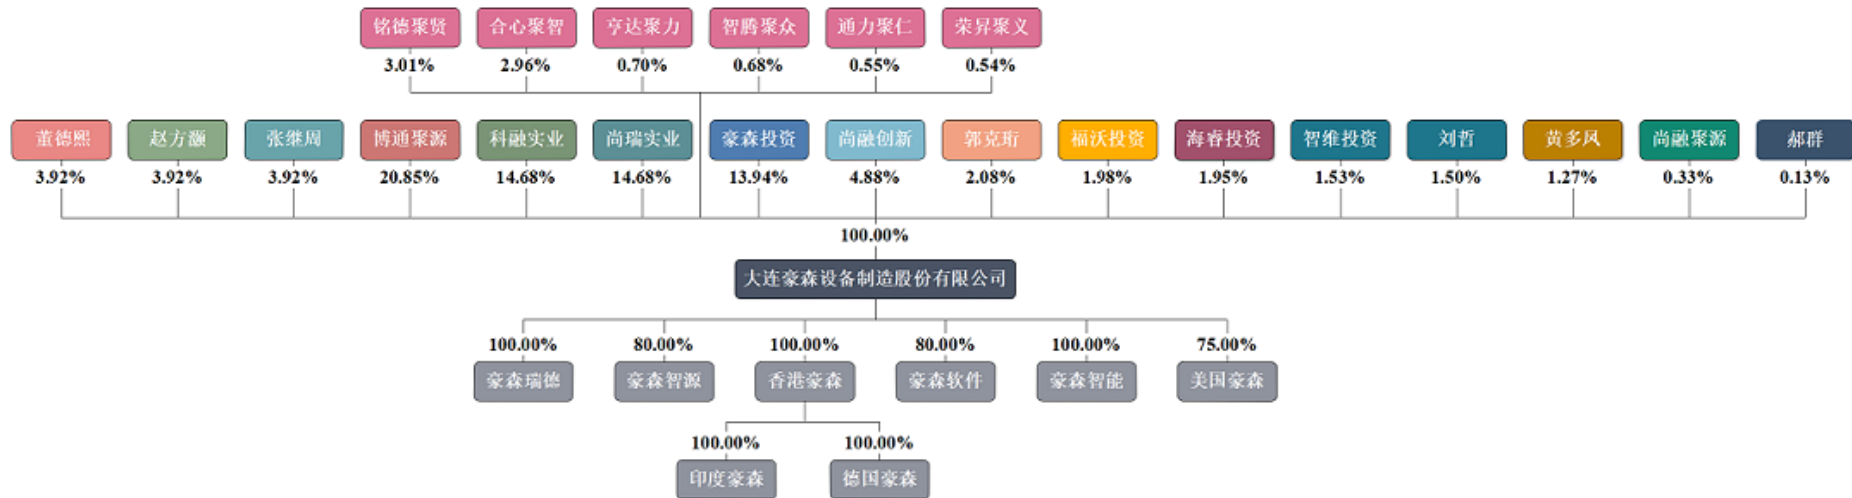 铭德聚贤 合心聚智 亨达聚力 智腾聚众 通力聚仁 荣昇聚义
3.01% 2.96% 0.70% 0.68% 0.55% 0.54%
董德熙 赵方灏 张继周 博通聚源 科融实业 尚瑞实业 豪森投资 尚融创新 郭克珩 福沃投资 海睿投资 智维投资 刘哲 黄多凤 尚融聚源 郝群
3.92% 3.92% 3.92% 20.85% 14.68% 14.68% 13.94% 4.88% 2.08% 1.98% 1.95% 1.53% 1.50% 1.27% 0.33% 0.13%
100.00%
大连豪森设备制造股份有限公司
100.00% 80.00% 100.00% 80.00% 100.00% 75.00%
豪森瑞德 豪森智源 香港豪森 豪森软件 豪森智能 美国豪森
100.00% 100.00%
印度豪森 德国豪森